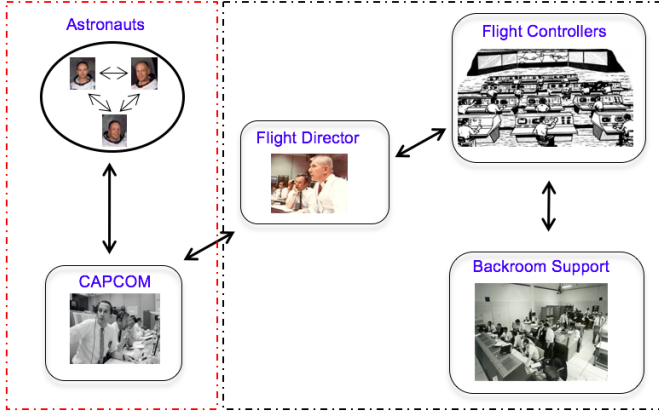 Astronauts
Flight Controllers
Flight Director
CAPCOM
Backroom Support